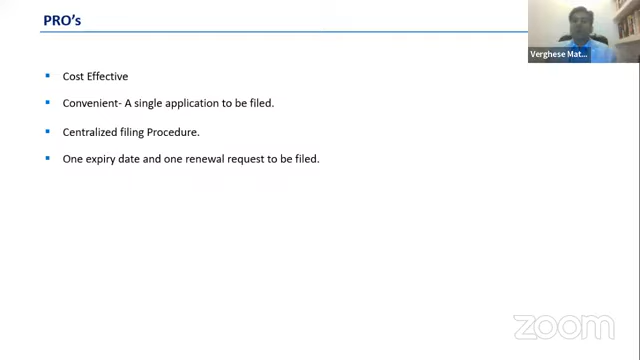 PRO's
Verghese Mat...
Cost Effective
Convenient- A single application to be filed.
Centralized filing Procedure.
One expiry date and one renewal request to be filed.
zoom